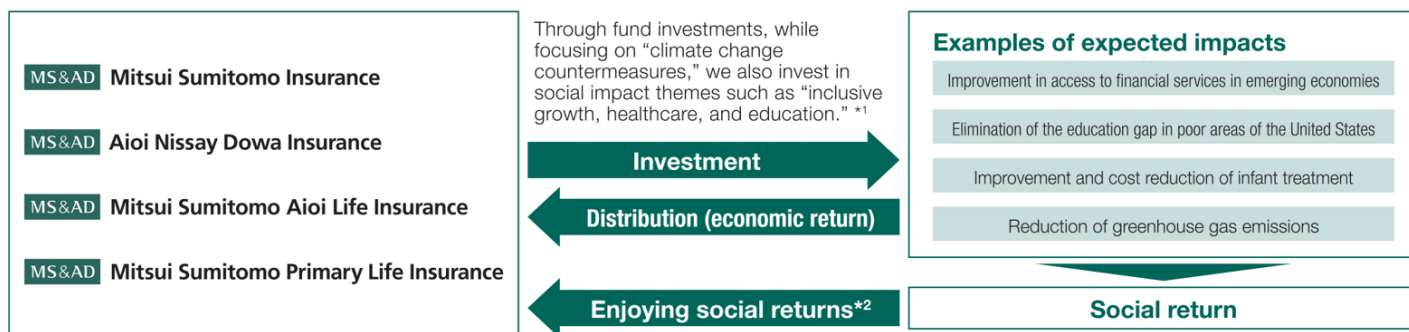 MS&AD Mitsui Sumitomo Insurance
MS&AD Aioi Nissay Dowa Insurance
MS&AD Mitsui Sumitomo Aioi Life Insurance
MS&AD Mitsui Sumitomo Primary Life Insurance
Through fund investments, while
focusing on “climate change
countermeasures,” we also invest in
social impact themes such as “inclusive
growth, healthcare, and education.” *1
Investment
Distribution (economic return)
Enjoying social returns*2
Examples of expected impacts
Improvement in access to financial services in emerging economies
Elimination of the education gap in poor areas of the United States
Improvement and cost reduction of infant treatment
Reduction of greenhouse gas emissions
Social return